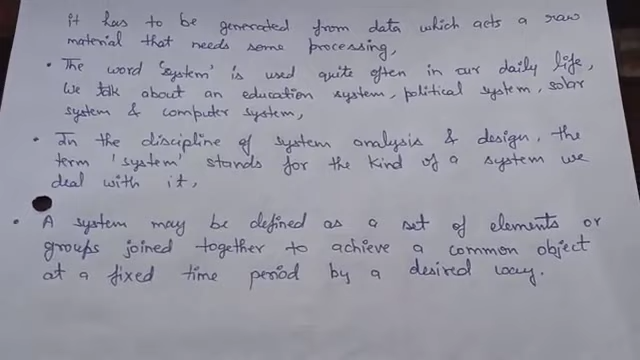 it has to be generated from data which acts a raw
material that needs some processing,
• The word 'system' is used quite often in our daily life,
We talk about an education system, political system, solar
system & computer system,
• In the discipline of system analysis & design, the
term 'system' stands for the kind of a system we
deal with it,
• A system may be defined as a set of elements or
groups joined together to achieve a common object
at a fixed time period by a desired way.